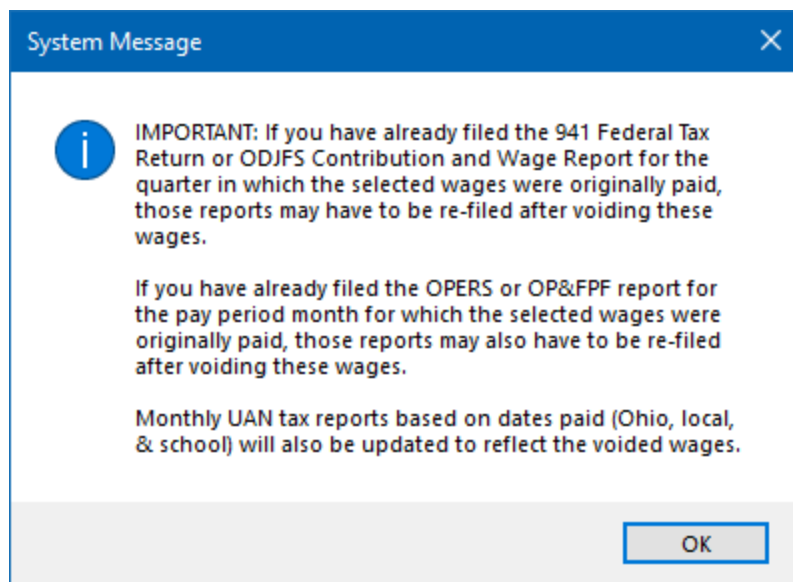 System Message
IMPORTANT: If you have already filed the 941 Federal Tax
Return or ODJFS Contribution and Wage Report for the
quarter in which the selected wages were originally paid,
those reports may have to be re-filed after voiding these
wages.
If you have already filed the OPERS or OP&FPF report for
the pay period month for which the selected wages were
originally paid, those reports may also have to be re-filed
after voiding these wages.
Monthly UAN tax reports based on dates paid (Ohio, local,
& school) will also be updated to reflect the voided wages.
OK